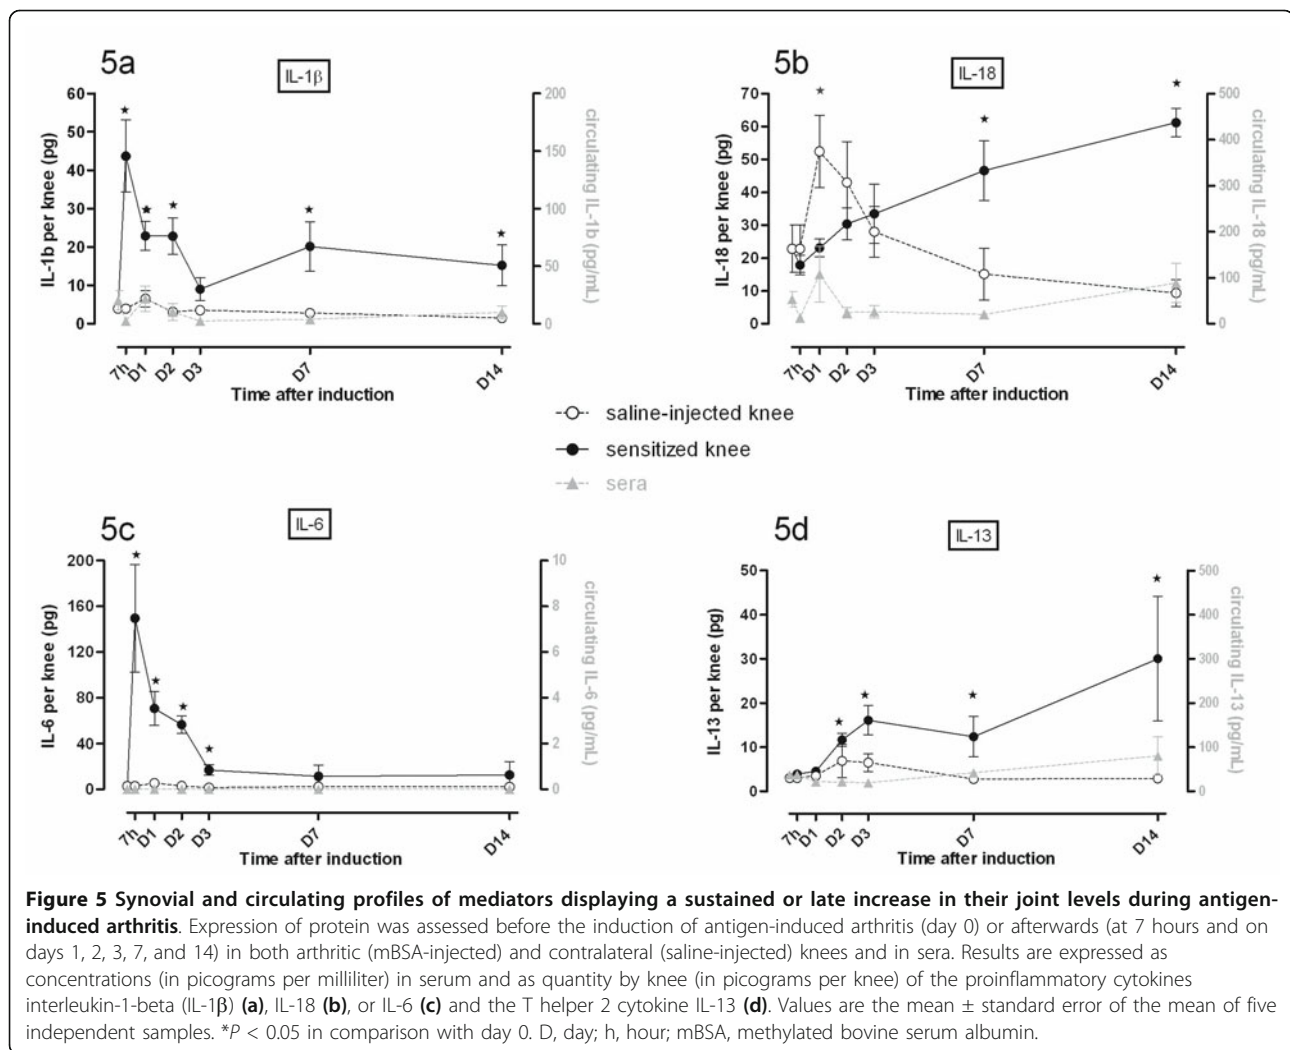 5a
IL-1β
60
50
40
30
20
10
0
IL-1b per knee (pg)
200
150
100
50
0
circulating IL-1b (pg/mL)
7h
D1
D2
D3
D7
D14
Time after induction
5b
IL-18
70
60
50
40
30
20
10
0
IL-18 per knee (pg)
500
400
300
200
100
0
circulating IL-18 (pg/mL)
7h
D1
D2
D3
D7
D14
Time after induction
saline-injected knee
sensitized knee
sera
5c
IL-6
200
160
120
80
40
0
IL-6 per knee (pg)
10
8
6
4
2
0
circulating IL-6 (pg/mL)
7h
D1
D2
D3
D7
D14
Time after induction
5d
IL-13
50
40
30
20
10
0
IL-13 per knee (pg)
500
400
300
200
100
0
circulating IL-13 (pg/mL)
7h
D1
D2
D3
D7
D14
Time after induction
Figure 5 Synovial and circulating profiles of mediators displaying a sustained or late increase in their joint levels during antigen-
induced arthritis. Expression of protein was assessed before the induction of antigen-induced arthritis (day 0) or afterwards (at 7 hours and on
days 1, 2, 3, 7, and 14) in both arthritic (mBSA-injected) and contralateral (saline-injected) knees and in sera. Results are expressed as
concentrations (in picograms per milliliter) in serum and as quantity by knee (in picograms per knee) of the proinflammatory cytokines
interleukin-1-beta (IL-1β) (a), IL-18 (b), or IL-6 (c) and the T helper 2 cytokine IL-13 (d). Values are the mean ± standard error of the mean of five
independent samples. *P < 0.05 in comparison with day 0. D, day; h, hour; mBSA, methylated bovine serum albumin.